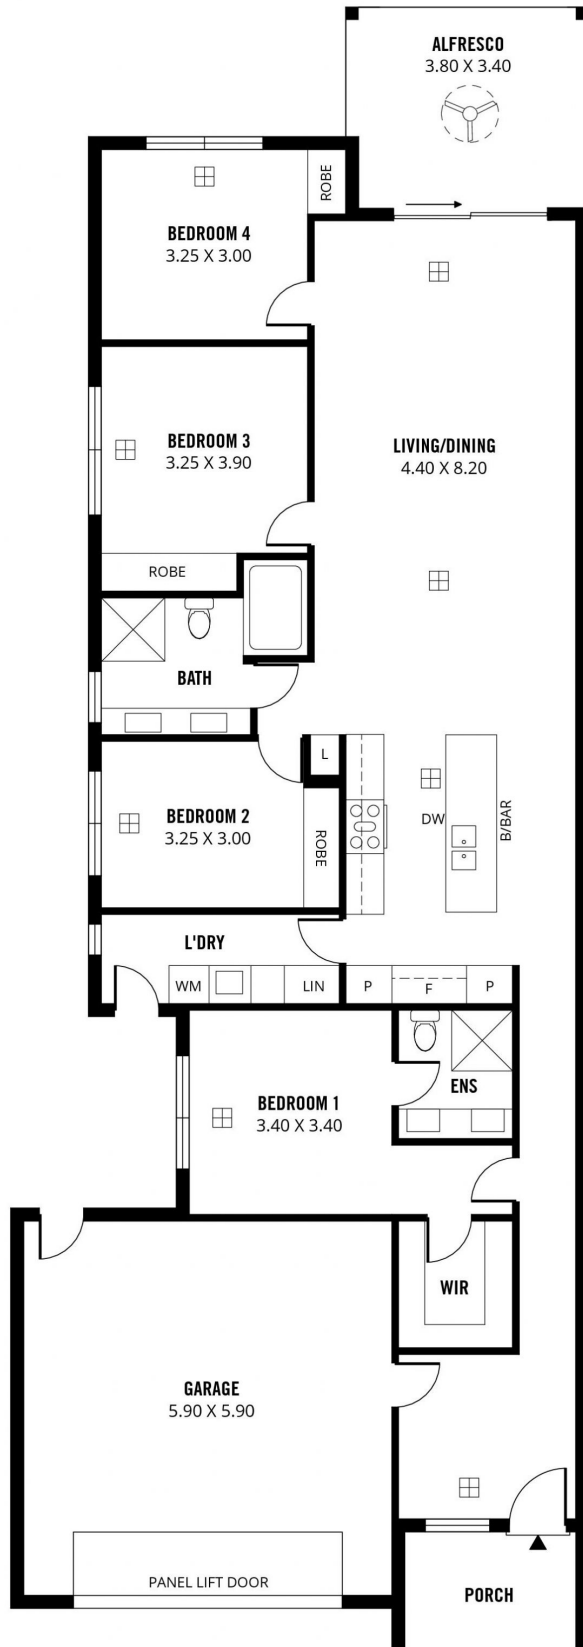 ALFRESCO
3.80 X 3.40
ROBE
BEDROOM 4
3.25 X 3.00
BEDROOM 3
3.25 X 3.90
LIVING/DINING
4.40 X 8.20
ROBE
BATH
L
BEDROOM 2
3.25 X 3.00
ROBE
DW
B/BAR
L'DRY
WM
LIN
P
F
P
BEDROOM 1
3.40 X 3.40
ENS
WIR
GARAGE
5.90 X 5.90
PANEL LIFT DOOR
PORCH